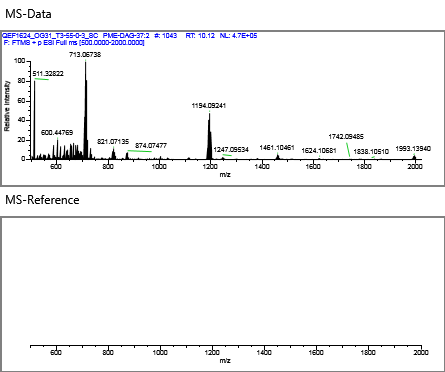 MS-Data
QEF1624_OG31_T3-55-0-3_SC PME-DAG-37:2 #: 1043 RT: 10.12 NL: 4.7E+05
F: FTMS + p ESI Full ms [500.0000-2000.0000]
713.06738
100
511.32822
80
1194.09241
60
40
600.44769
20
821.07135
874.07477
1247.09534
1461.10461
1624.10681
1742.09485
1838.10510
1993.13940
0
Relative Intensity
600 800 1000 1200 1400 1600 1800 2000
m/z
MS-Reference
600 800 1000 1200 1400 1600 1800 2000
m/z